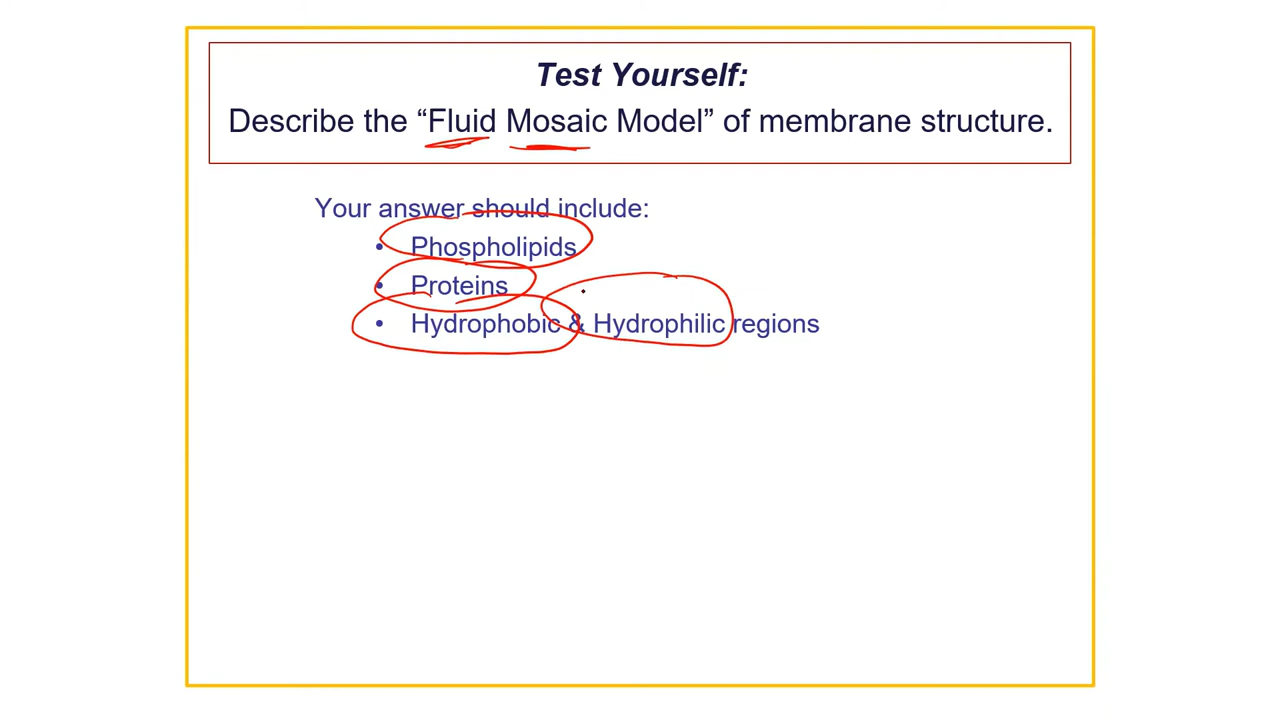 Test Yourself:
Describe the “Fluid Mosaic Model” of membrane structure.
Your answer should include:
• Phospholipids
• Proteins
• Hydrophobic & Hydrophilic regions